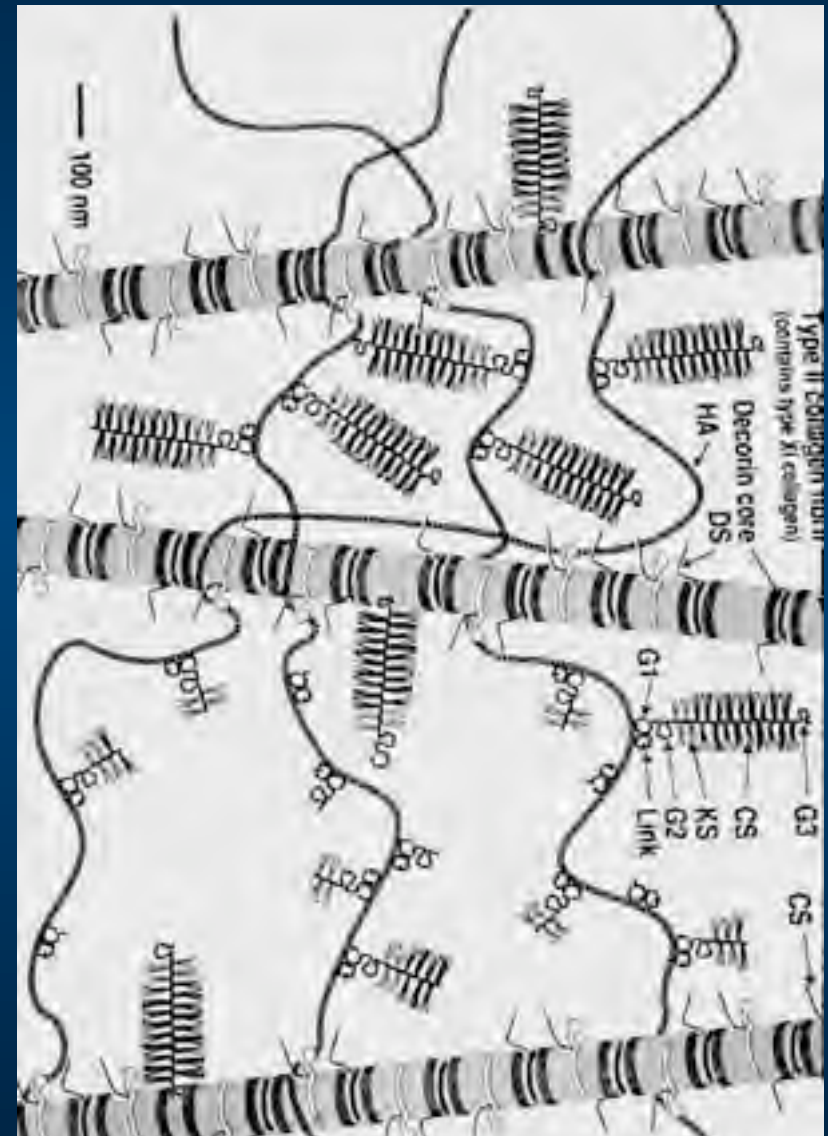 Type II collagen fibril
(contains type XI collagen)
G3
CS
Decorin core
CS
DS
KS
HA
G2
G1
Link
100 nm